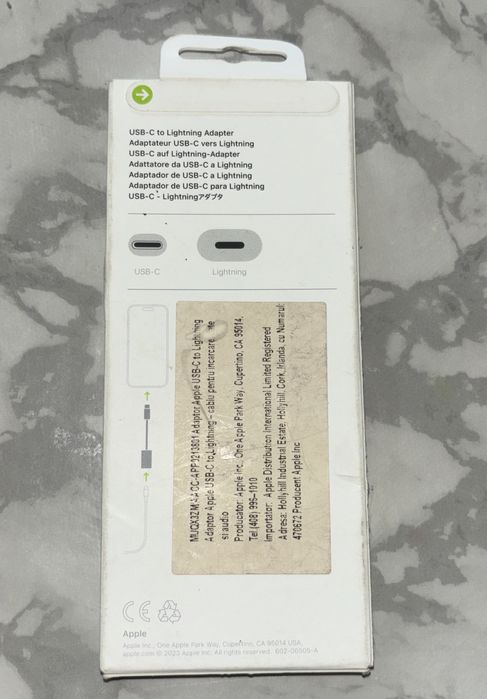 USB-C to Lightning Adapter
Adaptateur USB-C vers Lightning
USB-C auf Lightning-Adapter
Adattatore da USB-C a Lightning
Adaptador de USB-C a Lightning
Adaptador de USB-C para Lightning
USB-C - Lightningアダプタ
USB-C
Lightning
Adaptor Apple USB-C to Lightning
Adaptor Apple USB-C to Lightning – cablu pentru incarcare
si audio
Producator: Apple Inc., One Apple Park Way, Cupertino, CA 95014,
Tel (408) 996–1010
Importator: Apple Distribution International Limited Registered
Adresa: Hollyhill Industrial Estate, Hollyhill, Cork, Irlanda, cu Numarul
470672 Producent Apple Inc
CE
Apple
Apple Inc., One Apple Park Way, Cupertino, CA 95014 USA.
apple.com © 2023 Apple Inc. All rights reserved. 602-06505-A